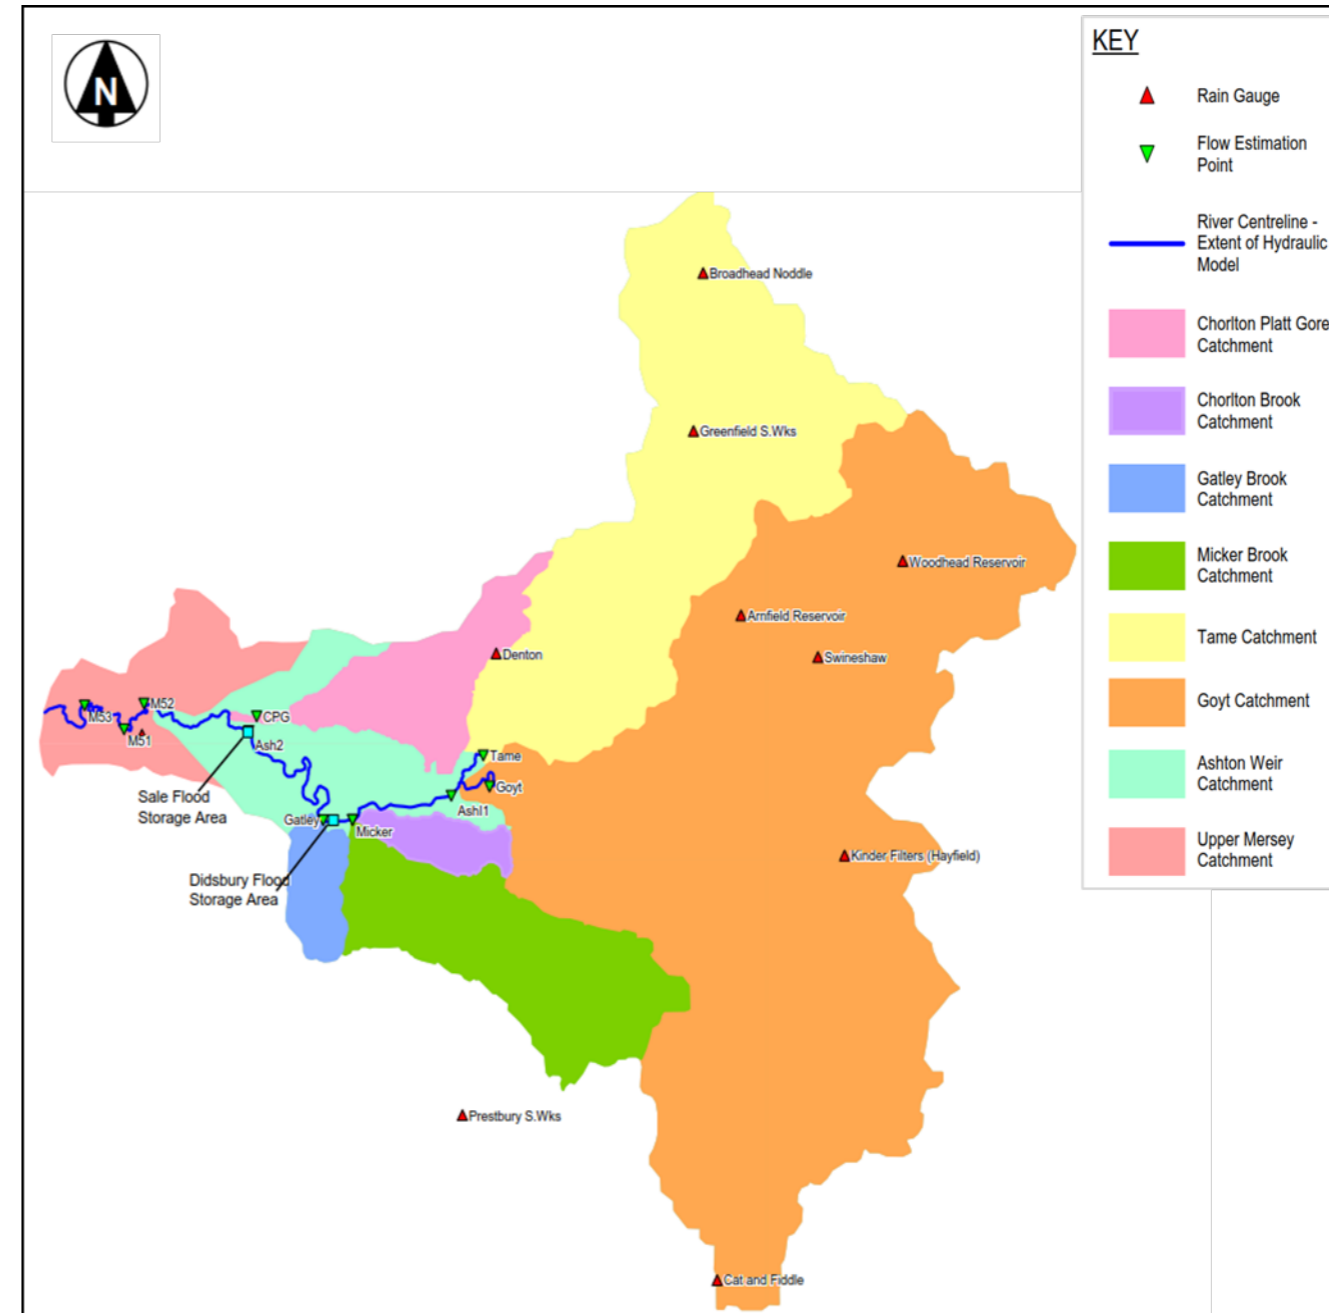 N
KEY
Rain Gauge
Flow Estimation
Point
River Centreline -
Extent of Hydraulic
Model
Chorlton Platt Gore
Catchment
Chorlton Brook
Catchment
Gatley Brook
Catchment
Micker Brook
Catchment
Tame Catchment
Goyt Catchment
Ashton Weir
Catchment
Upper Mersey
Catchment
Broadhead Noddle
Greenfield S.Wks
Woodhead Reservoir
Arnfield Reservoir
Swineshaw
Denton
M53
M52
M51
CPG
Ash2
Tame
Goyt
Ashl1
Sale Flood
Storage Area
Gatley
Micker
Didsbury Flood
Storage Area
Kinder Filters (Hayfield)
Prestbury S.Wks
Cat and Fiddle